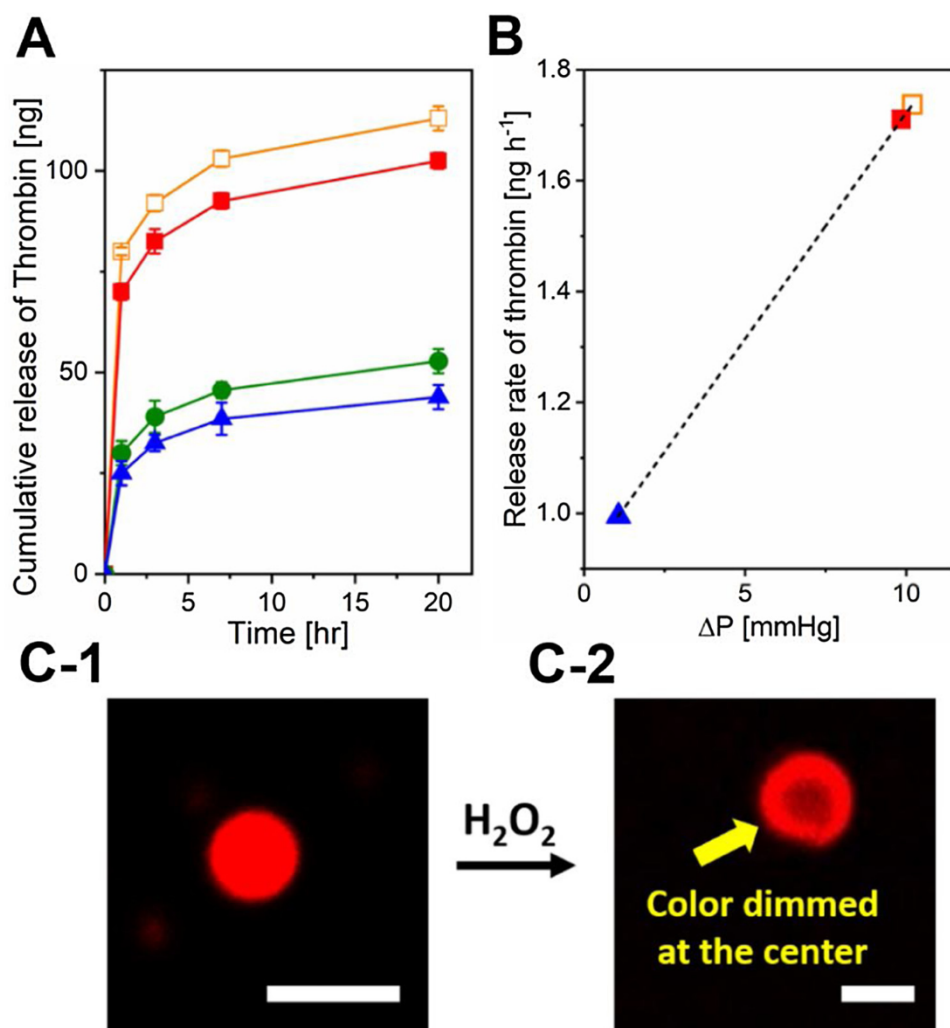 A
B
Cumulative release of Thrombin [ng]
100
50
0
0
5
10
15
20
Time [hr]
Release rate of thrombin [ng h⁻¹]
1.8
1.6
1.4
1.2
1.0
0
5
10
ΔP [mmHg]
C-1
C-2
H₂O₂
Color dimmed
at the center